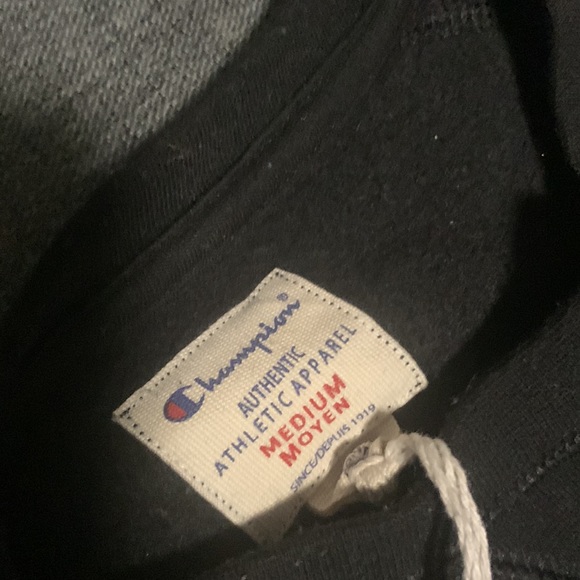 Champion®
AUTHENTIC
ATHLETIC APPAREL
MEDIUM
MOYEN
SINCE/DEPUIS 1919